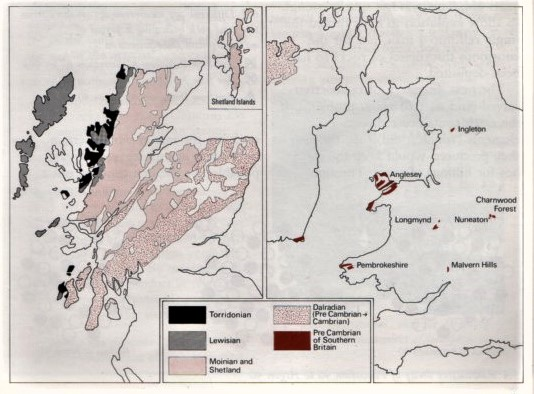 Shetland Islands
Ingleton
Anglesey
Charnwood
Forest
Longmynd
Nuneaton
Pembrokeshire
Malvern Hills
Torridonian
Lewisian
Moinian and
Shetland
Dalradian
(Pre Cambrian→
Cambrian)
Pre Cambrian
of Southern
Britain